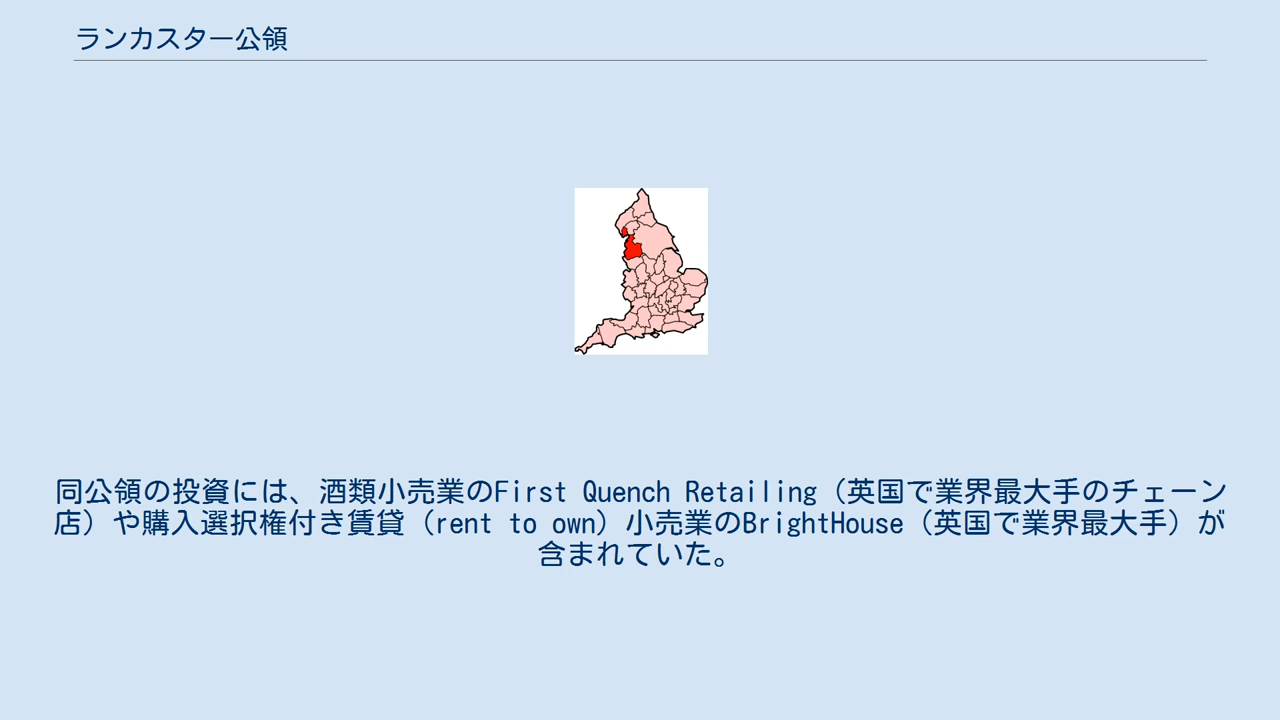 ランカスター公領
同公領の投資には、酒類小売業のFirst Quench Retailing（英国で業界最大手のチェーン
店）や購入選択権付き賃貸（rent to own）小売業のBrightHouse（英国で業界最大手）が
含まれていた。